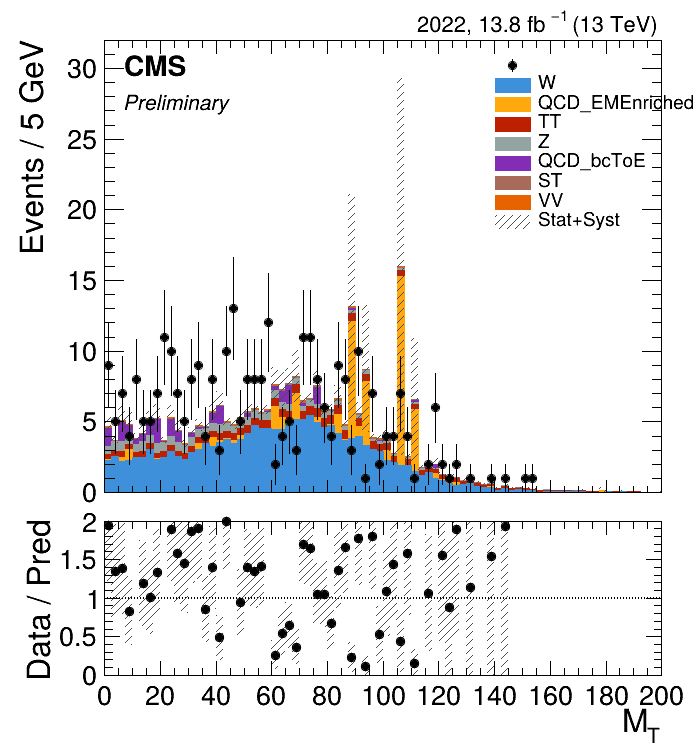 2022, 13.8 fb⁻¹ (13 TeV)
Events / 5 GeV
CMS
Preliminary
W
QCD_EMEnriched
TT
Z
QCD_bcToE
ST
VV
Stat+Syst
30
25
20
15
10
5
0
Data / Pred
2
1.5
1
0.5
0
0 20 40 60 80 100 120 140 160 180 200
M_T